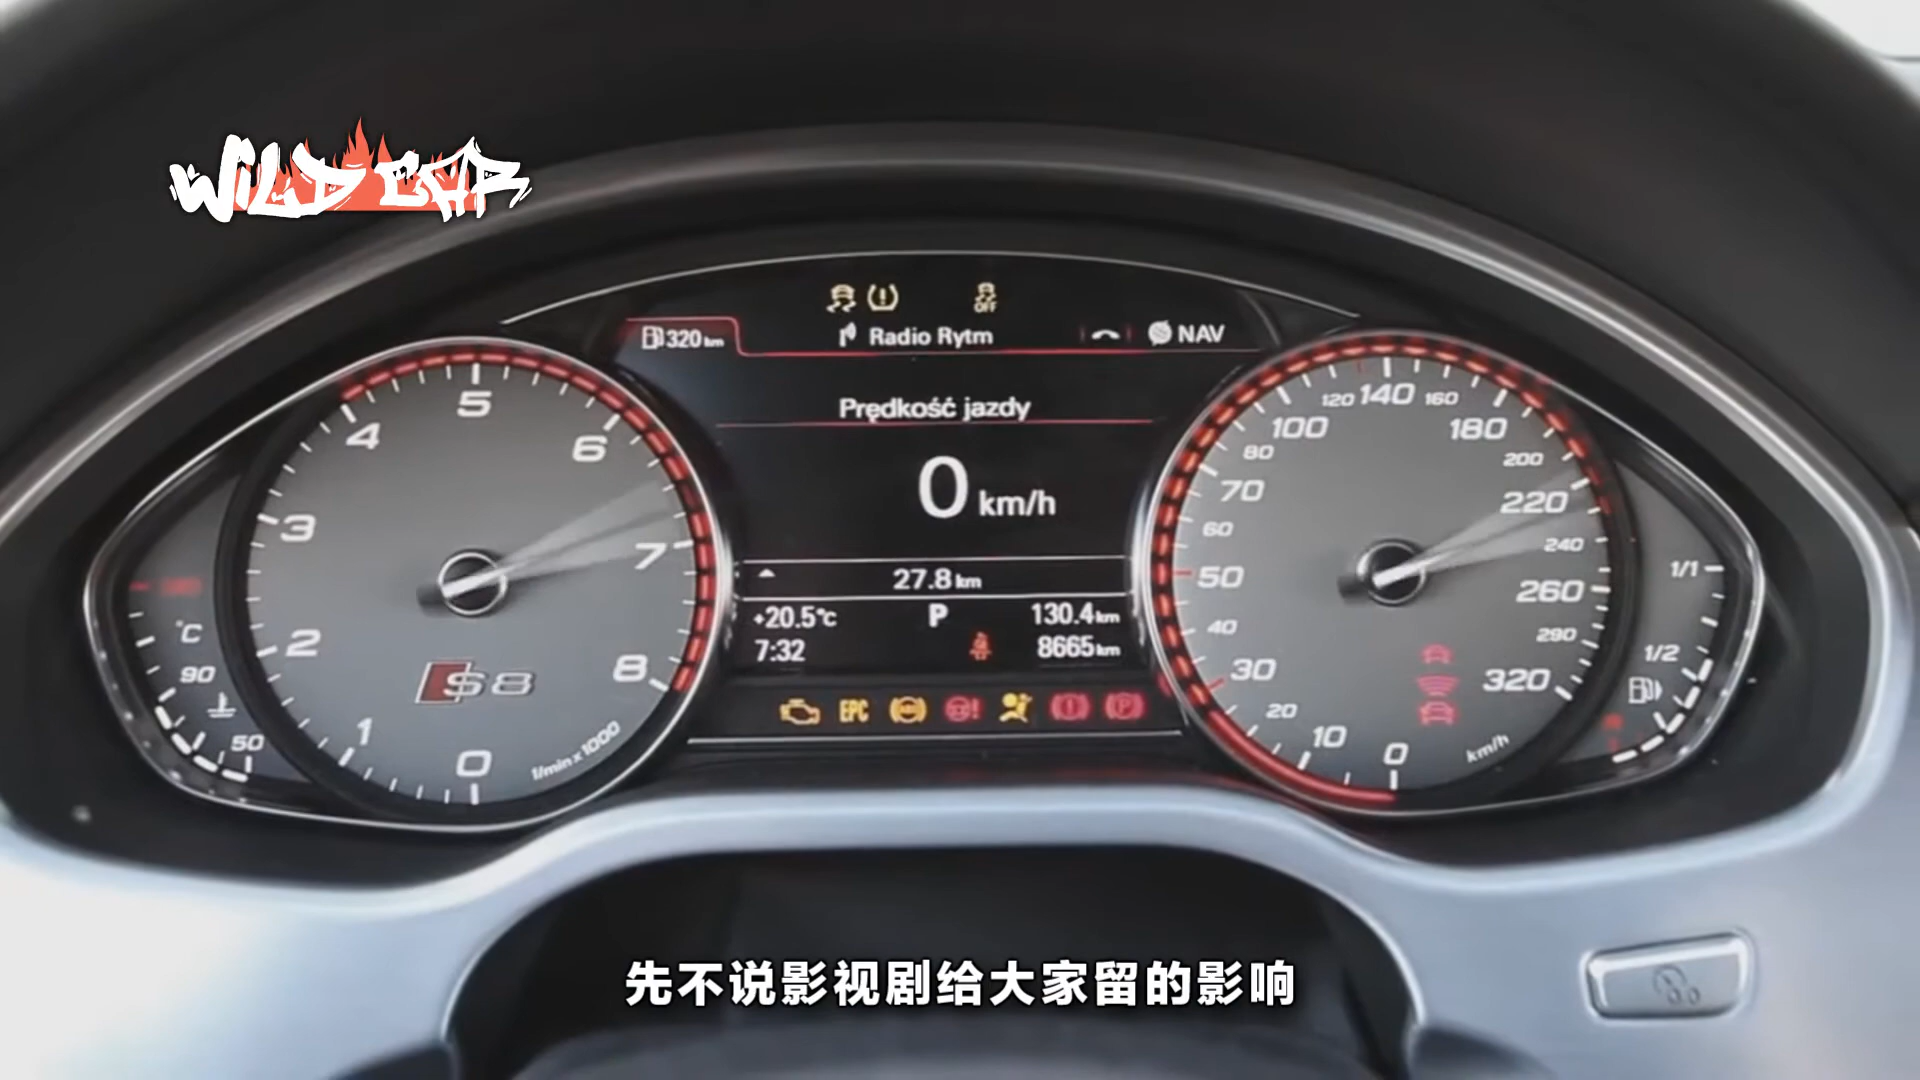 WILD CAR
OFF
320 km
Radio Rytm
NAV
Prędkość jazdy
0 km/h
27.8 km
+20.5°C
P
130.4 km
7:32
8665 km
EPC
ABS
P
0
1
2
3
4
5
6
7
8
S8
1/min x 1000
°C
90
50
0
10
20
30
40
50
60
70
80
100
120
140
160
180
200
220
240
260
290
320
km/h
1/1
1/2
先不说影视剧给大家留的影响